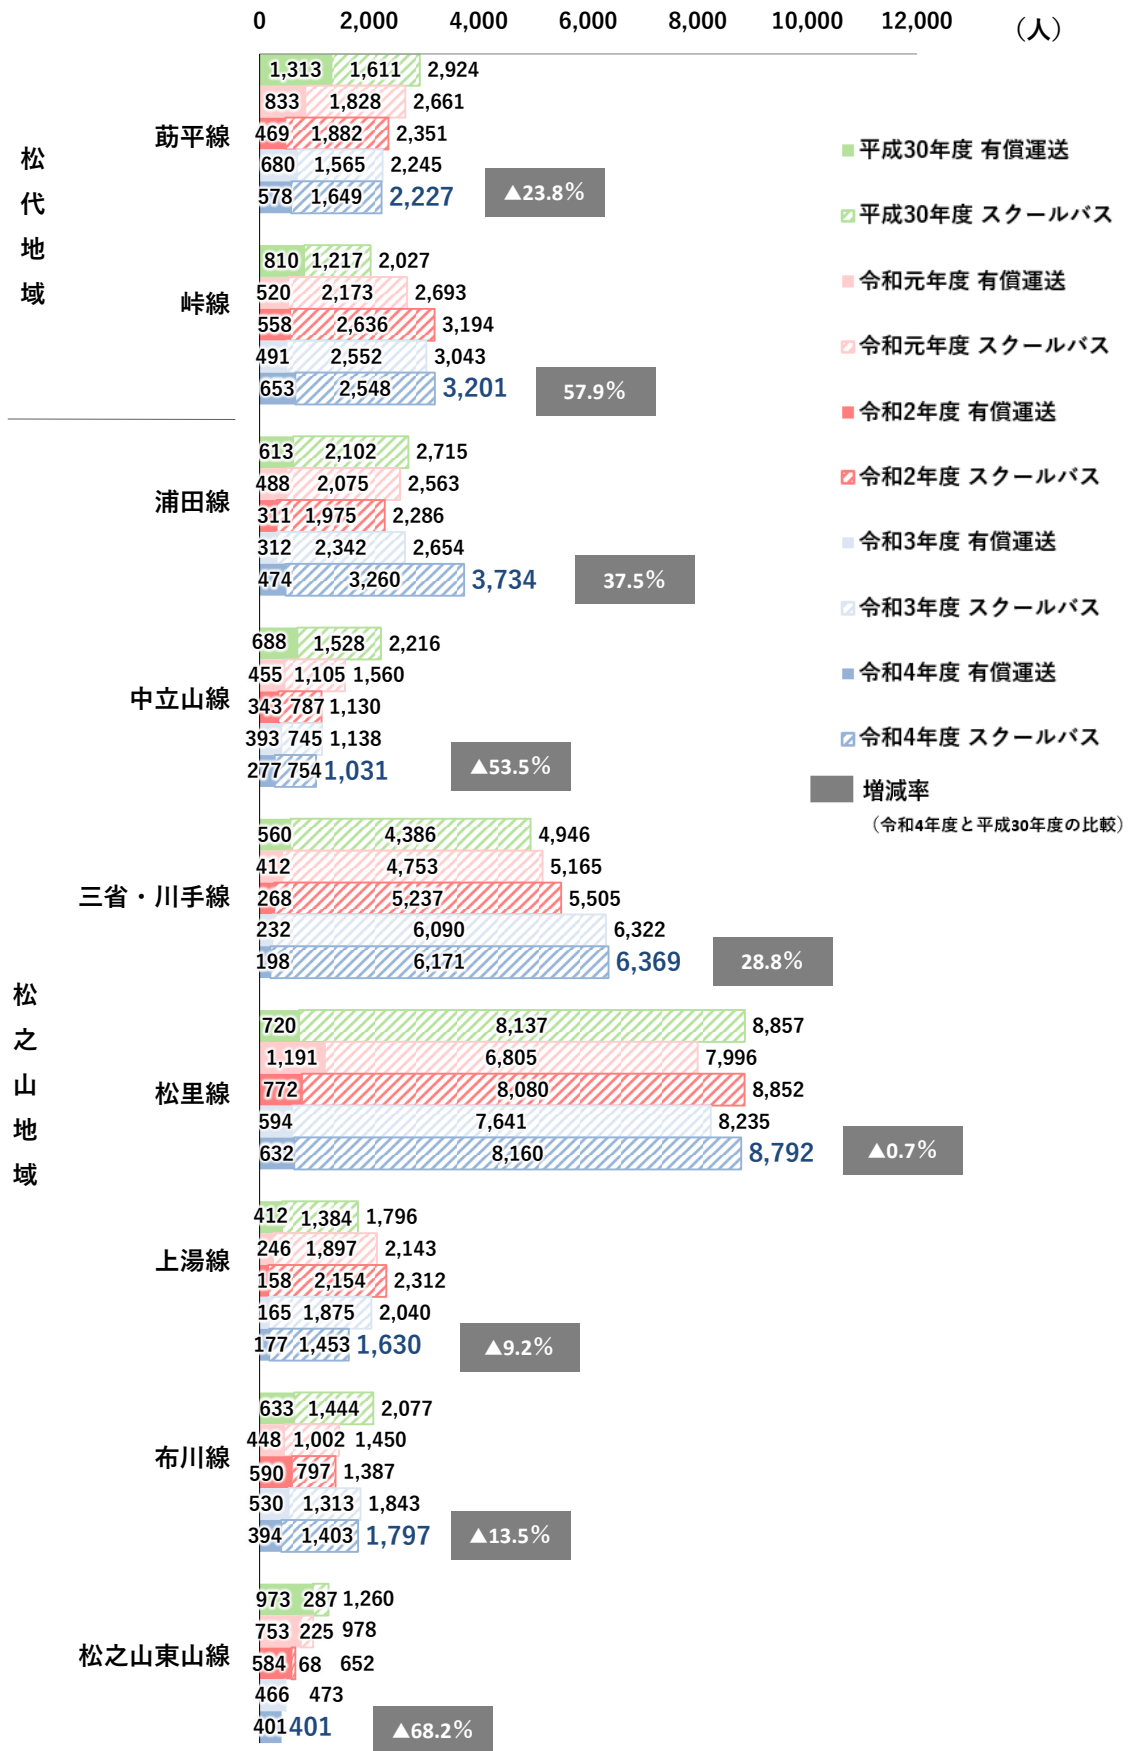 0 2,000 4,000 6,000 8,000 10,000 12,000 （人）
松代地域
莇平線
1,313 1,611 2,924
833 1,828 2,661
469 1,882 2,351
680 1,565 2,245
578 1,649 2,227 ▲23.8%
峠線
810 1,217 2,027
520 2,173 2,693
558 2,636 3,194
491 2,552 3,043
653 2,548 3,201 57.9%
松之山地域
浦田線
613 2,102 2,715
488 2,075 2,563
311 1,975 2,286
312 2,342 2,654
474 3,260 3,734 37.5%
中立山線
688 1,528 2,216
455 1,105 1,560
343 787 1,130
393 745 1,138
277 754 1,031 ▲53.5%
三省・川手線
560 4,386 4,946
412 4,753 5,165
268 5,237 5,505
232 6,090 6,322
198 6,171 6,369 28.8%
松里線
720 8,137 8,857
1,191 6,805 7,996
772 8,080 8,852
594 7,641 8,235
632 8,160 8,792 ▲0.7%
上湯線
412 1,384 1,796
246 1,897 2,143
158 2,154 2,312
165 1,875 2,040
177 1,453 1,630 ▲9.2%
布川線
633 1,444 2,077
448 1,002 1,450
590 797 1,387
530 1,313 1,843
394 1,403 1,797 ▲13.5%
松之山東山線
973 287 1,260
753 225 978
584 68 652
466 473
401 401 ▲68.2%
平成30年度 有償運送
平成30年度 スクールバス
令和元年度 有償運送
令和元年度 スクールバス
令和2年度 有償運送
令和2年度 スクールバス
令和3年度 有償運送
令和3年度 スクールバス
令和4年度 有償運送
令和4年度 スクールバス
増減率
（令和4年度と平成30年度の比較）